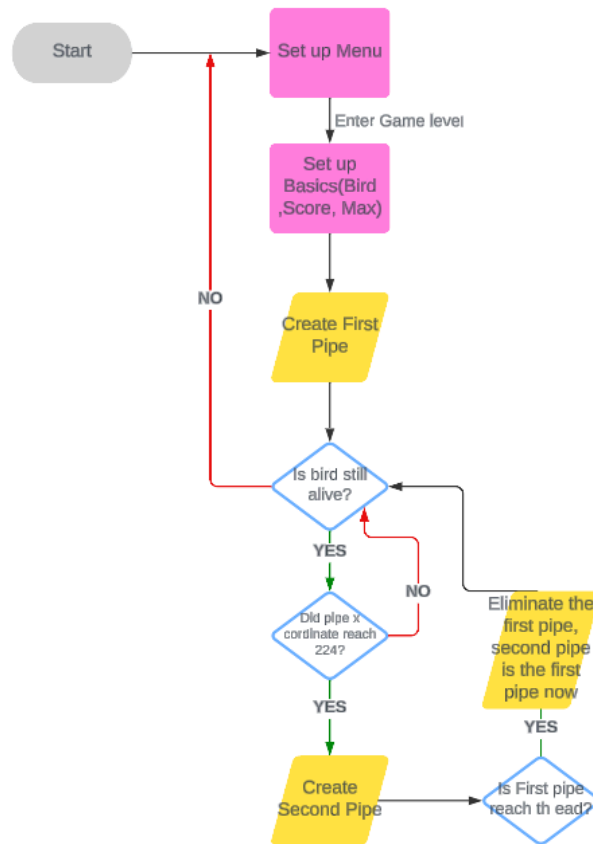 Start
Set up Menu
Enter Game level
Set up
Basics(Bird
,Score, Max)
NO
Create First
Pipe
Is bird still
alive?
YES
NO
Did pipe x
cordinate reach
224?
Eliminate the
first pipe,
second pipe
is the first
pipe now
YES
YES
Create
Second Pipe
Is First pipe
reach th ead?